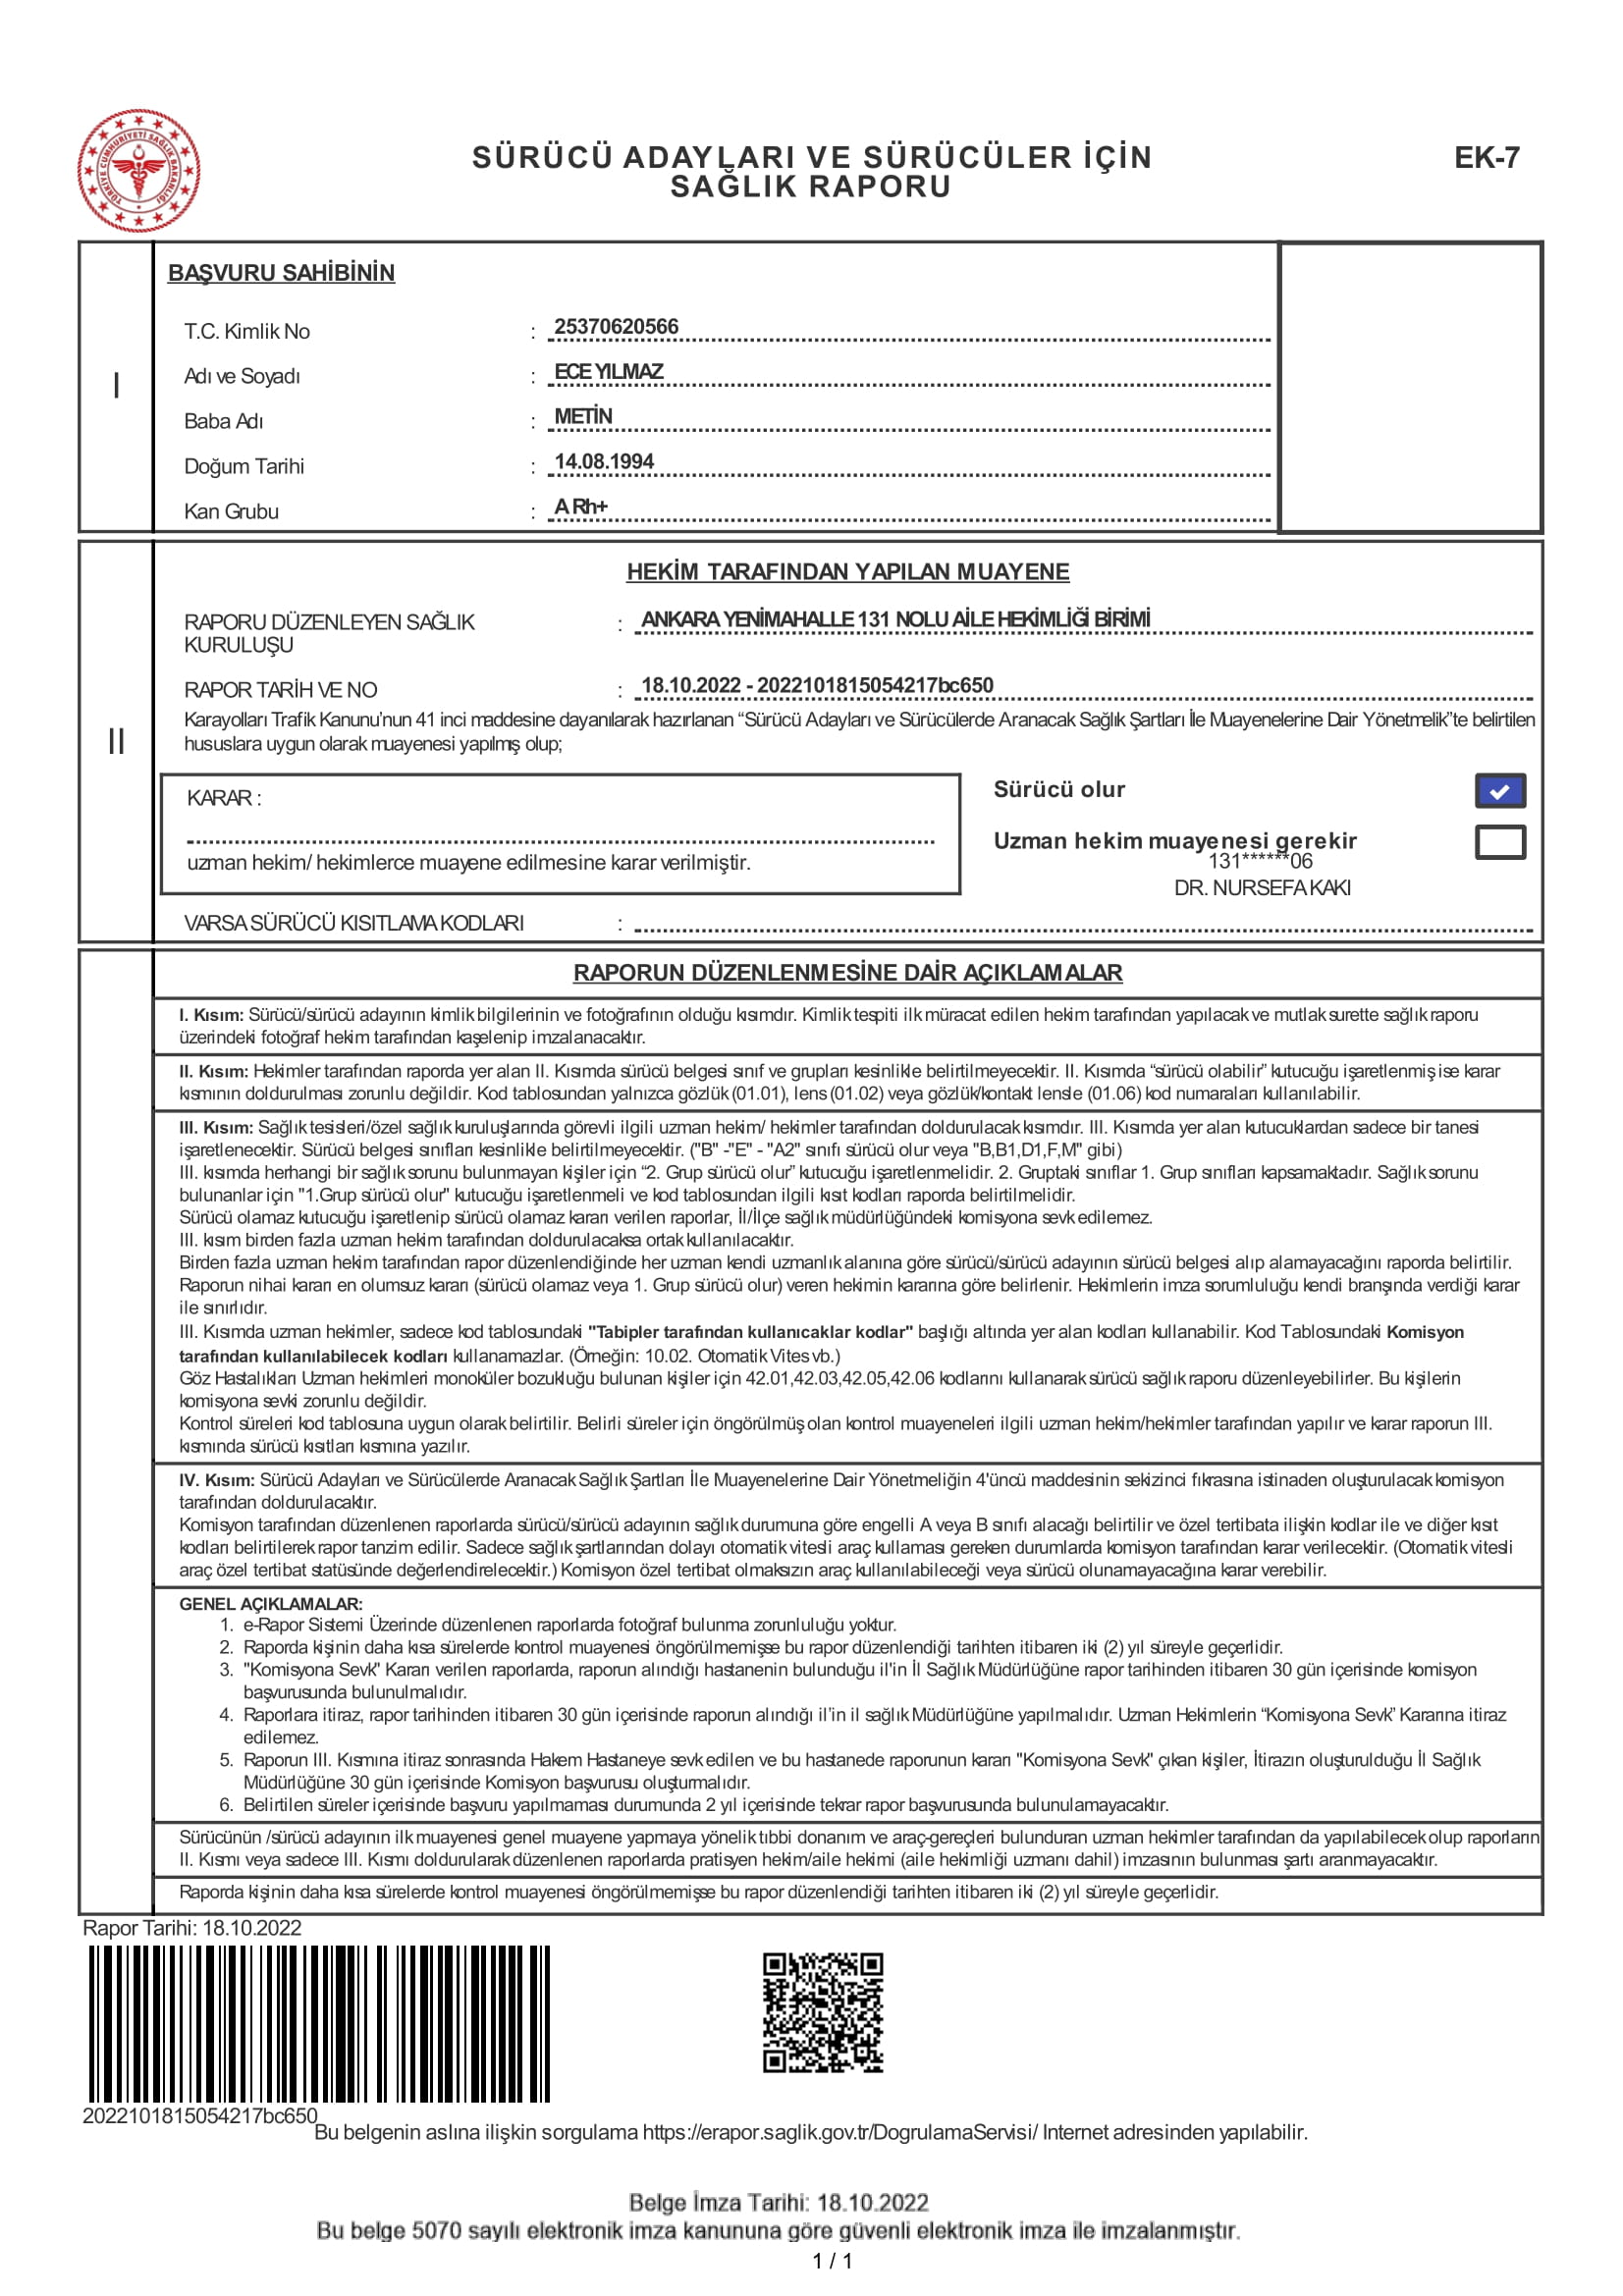 TÜRKİYE CUMHURİYETİ SAĞLIK BAKANLIĞI
SÜRÜCÜ ADAYLARI VE SÜRÜCÜLER İÇİN
SAĞLIK RAPORU
EK-7
I
BAŞVURU SAHİBİNİN
T.C. Kimlik No : 25370620566
Adı ve Soyadı : ECE YILMAZ
Baba Adı : METİN
Doğum Tarihi : 14.08.1994
Kan Grubu : A Rh+
II
HEKİM TARAFINDAN YAPILAN MUAYENE
RAPORU DÜZENLEYEN SAĞLIK
KURULUŞU : ANKARA YENİMAHALLE 131 NOLU AİLE HEKİMLİĞİ BİRİMİ
RAPOR TARİH VE NO : 18.10.2022 - 2022101815054217bc650
Karayolları Trafik Kanunu’nun 41 inci maddesine dayanılarak hazırlanan “Sürücü Adayları ve Sürücülerde Aranacak Sağlık Şartları İle Muayenelerine Dair Yönetmelik”te belirtilen
hususlara uygun olarak muayenesi yapılmış olup;
KARAR :
uzman hekim/ hekimlerce muayene edilmesine karar verilmiştir.
Sürücü olur
Uzman hekim muayenesi gerekir
131******06
DR. NURSEFA KAKI
VARSA SÜRÜCÜ KISITLAMA KODLARI :
RAPORUN DÜZENLENMESİNE DAİR AÇIKLAMALAR
I. Kısım: Sürücü/sürücü adayının kimlik bilgilerinin ve fotoğrafının olduğu kısımdır. Kimlik tespiti ilk müracat edilen hekim tarafından yapılacak ve mutlak surette sağlık raporu
üzerindeki fotoğraf hekim tarafından kaşelenip imzalanacaktır.
II. Kısım: Hekimler tarafından raporda yer alan II. Kısımda sürücü belgesi sınıf ve grupları kesinlikle belirtilmeyecektir. II. Kısımda “sürücü olabilir” kutucuğu işaretlenmiş ise karar
kısmının doldurulması zorunlu değildir. Kod tablosundan yalnızca gözlük (01.01), lens (01.02) veya gözlük/kontakt lensle (01.06) kod numaraları kullanılabilir.
III. Kısım: Sağlık tesisleri/özel sağlık kuruluşlarında görevli ilgili uzman hekim/ hekimler tarafından doldurulacak kısımdır. III. Kısımda yer alan kutucuklardan sadece bir tanesi
işaretlenecektir. Sürücü belgesi sınıfları kesinlikle belirtilmeyecektir. ("B" -"E" - "A2" sınıfı sürücü olur veya "B,B1,D1,F,M" gibi)
III. kısımda herhangi bir sağlık sorunu bulunmayan kişiler için “2. Grup sürücü olur” kutucuğu işaretlenmelidir. 2. Gruptaki sınıflar 1. Grup sınıfları kapsamaktadır. Sağlık sorunu
bulunanlar için "1.Grup sürücü olur" kutucuğu işaretlenmeli ve kod tablosundan ilgili kısıt kodları raporda belirtilmelidir.
Sürücü olamaz kutucuğu işaretlenip sürücü olamaz kararı verilen raporlar, İl/İlçe sağlık müdürlüğündeki komisyona sevk edilemez.
III. kısım birden fazla uzman hekim tarafından doldurulacaksa ortak kullanılacaktır.
Birden fazla uzman hekim tarafından rapor düzenlendiğinde her uzman kendi uzmanlık alanına göre sürücü/sürücü adayının sürücü belgesi alıp alamayacağını raporda belirtilir.
Raporun nihai kararı en olumsuz kararı (sürücü olamaz veya 1. Grup sürücü olur) veren hekimin kararına göre belirlenir. Hekimlerin imza sorumluluğu kendi branşında verdiği karar
ile sınırlıdır.
III. Kısımda uzman hekimler, sadece kod tablosundaki "Tabipler tarafından kullanıcaklar kodlar" başlığı altında yer alan kodları kullanabilir. Kod Tablosundaki Komisyon
tarafından kullanılabilecek kodları kullanamazlar. (Örneğin: 10.02. Otomatik Vites vb.)
Göz Hastalıkları Uzman hekimleri monoküler bozukluğu bulunan kişiler için 42.01,42.03,42.05,42.06 kodlarını kullanarak sürücü sağlık raporu düzenleyebilirler. Bu kişilerin
komisyona sevki zorunlu değildir.
Kontrol süreleri kod tablosuna uygun olarak belirtilir. Belirli süreler için öngörülmüş olan kontrol muayeneleri ilgili uzman hekim/hekimler tarafından yapılır ve karar raporun III.
kısmında sürücü kısıtları kısmına yazılır.
IV. Kısım: Sürücü Adayları ve Sürücülerde Aranacak Sağlık Şartları İle Muayenelerine Dair Yönetmeliğin 4'üncü maddesinin sekizinci fıkrasına istinaden oluşturulacak komisyon
tarafından doldurulacaktır.
Komisyon tarafından düzenlenen raporlarda sürücü/sürücü adayının sağlık durumuna göre engelli A veya B sınıfı alacağı belirtilir ve özel tertibata ilişkin kodlar ile ve diğer kısıt
kodları belirtilerek rapor tanzim edilir. Sadece sağlık şartlarından dolayı otomatik vitesli araç kullaması gereken durumlarda komisyon tarafından karar verilecektir. (Otomatik vitesli
araç özel tertibat statüsünde değerlendirelecektir.) Komisyon özel tertibat olmaksızın araç kullanılabileceği veya sürücü olunamayacağına karar verebilir.
GENEL AÇIKLAMALAR:
1. e-Rapor Sistemi Üzerinde düzenlenen raporlarda fotoğraf bulunma zorunluluğu yoktur.
2. Raporda kişinin daha kısa sürelerde kontrol muayenesi öngörülmemişse bu rapor düzenlendiği tarihten itibaren iki (2) yıl süreyle geçerlidir.
3. "Komisyona Sevk" Kararı verilen raporlarda, raporun alındığı hastanenin bulunduğu il'in İl Sağlık Müdürlüğüne rapor tarihinden itibaren 30 gün içerisinde komisyon
başvurusunda bulunulmalıdır.
4. Raporlara itiraz, rapor tarihinden itibaren 30 gün içerisinde raporun alındığı il’in il sağlık Müdürlüğüne yapılmalıdır. Uzman Hekimlerin “Komisyona Sevk” Kararına itiraz
edilemez.
5. Raporun III. Kısmına itiraz sonrasında Hakem Hastaneye sevk edilen ve bu hastanede raporunun kararı "Komisyona Sevk" çıkan kişiler, İtirazın oluşturulduğu İl Sağlık
Müdürlüğüne 30 gün içerisinde Komisyon başvurusu oluşturmalıdır.
6. Belirtilen süreler içerisinde başvuru yapılmaması durumunda 2 yıl içerisinde tekrar rapor başvurusunda bulunulamayacaktır.
Sürücünün /sürücü adayının ilk muayenesi genel muayene yapmaya yönelik tıbbi donanım ve araç-gereçleri bulunduran uzman hekimler tarafından da yapılabilecek olup raporların
II. Kısmı veya sadece III. Kısmı doldurularak düzenlenen raporlarda pratisyen hekim/aile hekimi (aile hekimliği uzmanı dahil) imzasının bulunması şartı aranmayacaktır.
Raporda kişinin daha kısa sürelerde kontrol muayenesi öngörülmemişse bu rapor düzenlendiği tarihten itibaren iki (2) yıl süreyle geçerlidir.
Rapor Tarihi: 18.10.2022
2022101815054217bc650
Bu belgenin aslına ilişkin sorgulama https://erapor.saglik.gov.tr/DogrulamaServisi/ Internet adresinden yapılabilir.
Belge İmza Tarihi: 18.10.2022
Bu belge 5070 sayılı elektronik imza kanununa göre güvenli elektronik imza ile imzalanmıştır.
1 / 1